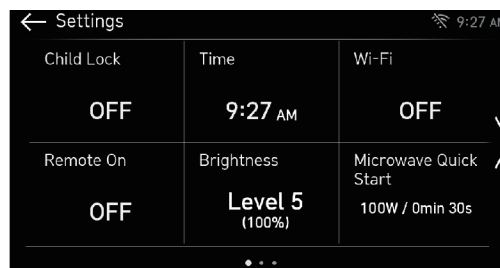 Settings
9:27 AM
Child Lock
OFF
Time
9:27 AM
Wi-Fi
OFF
Remote On
OFF
Brightness
Level 5
(100%)
Microwave Quick
Start
100W / 0min 30s